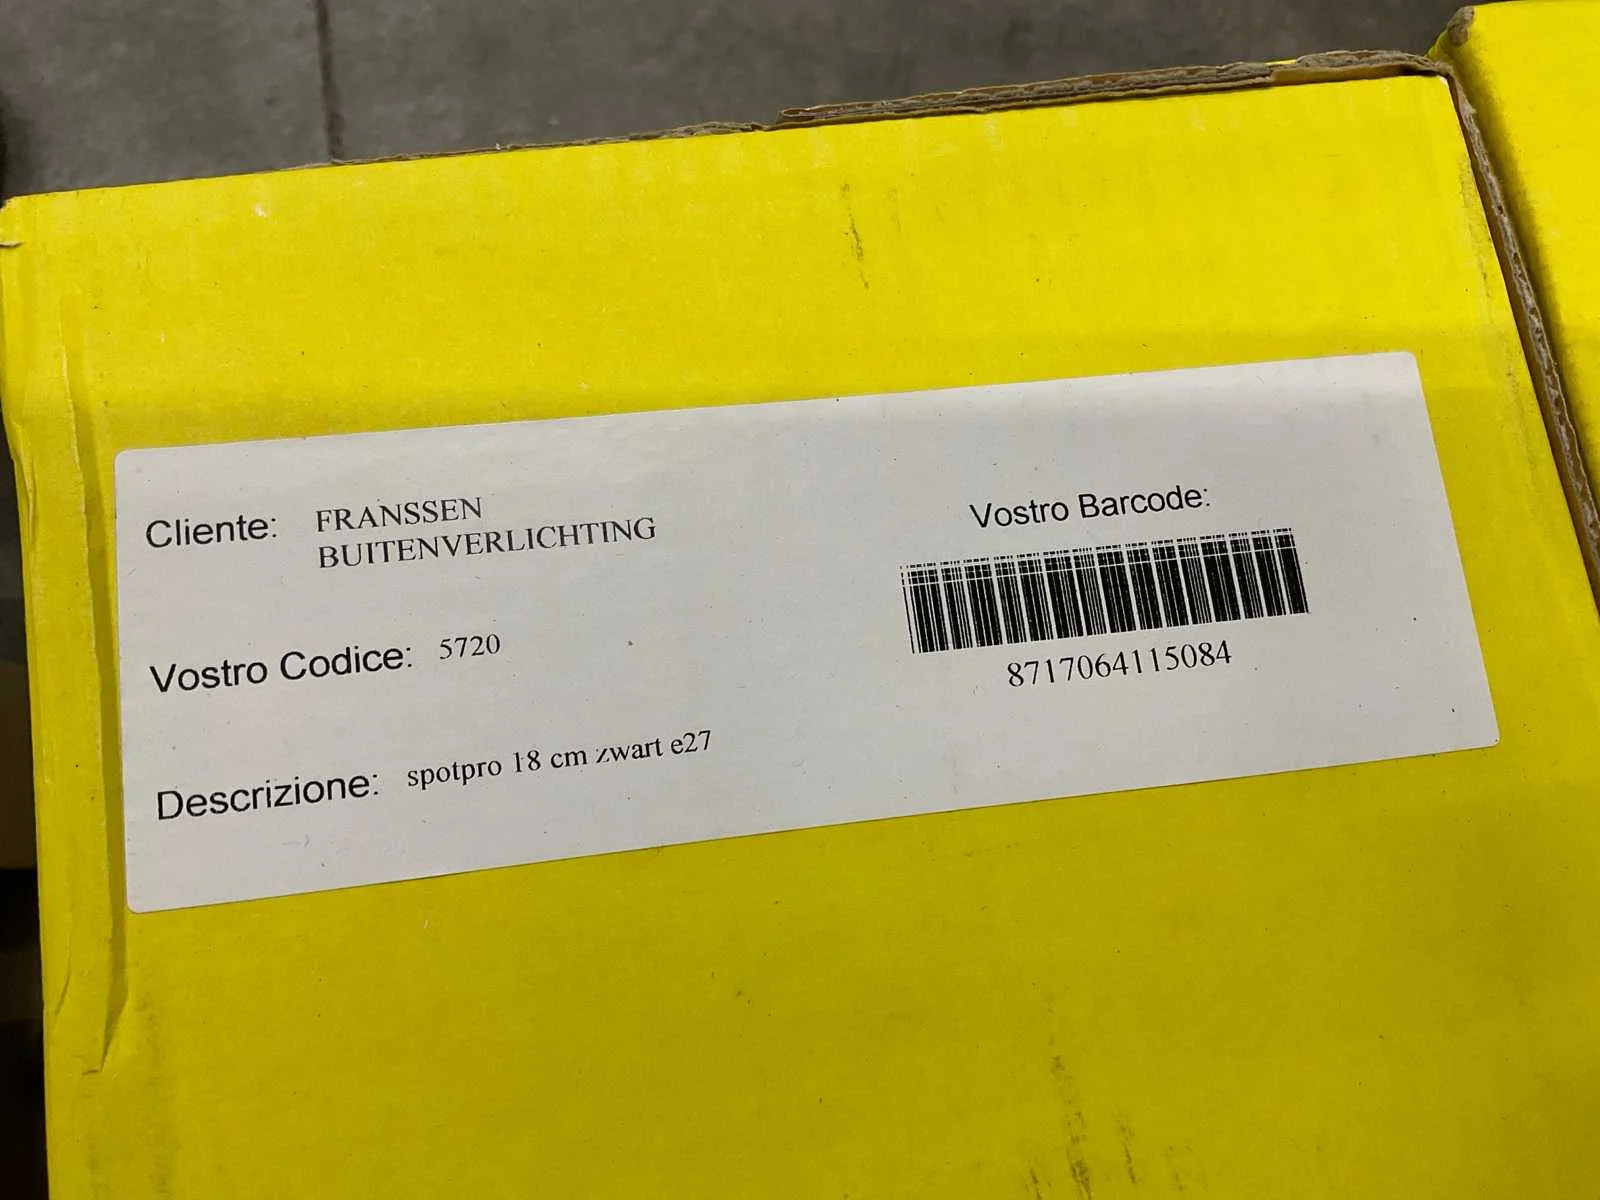 Cliente: FRANSSEN
BUITENVERLICHTING
Vostro Codice: 5720
Descrizione: spotpro 18 cm zwart e27
Vostro Barcode:
8717064115084